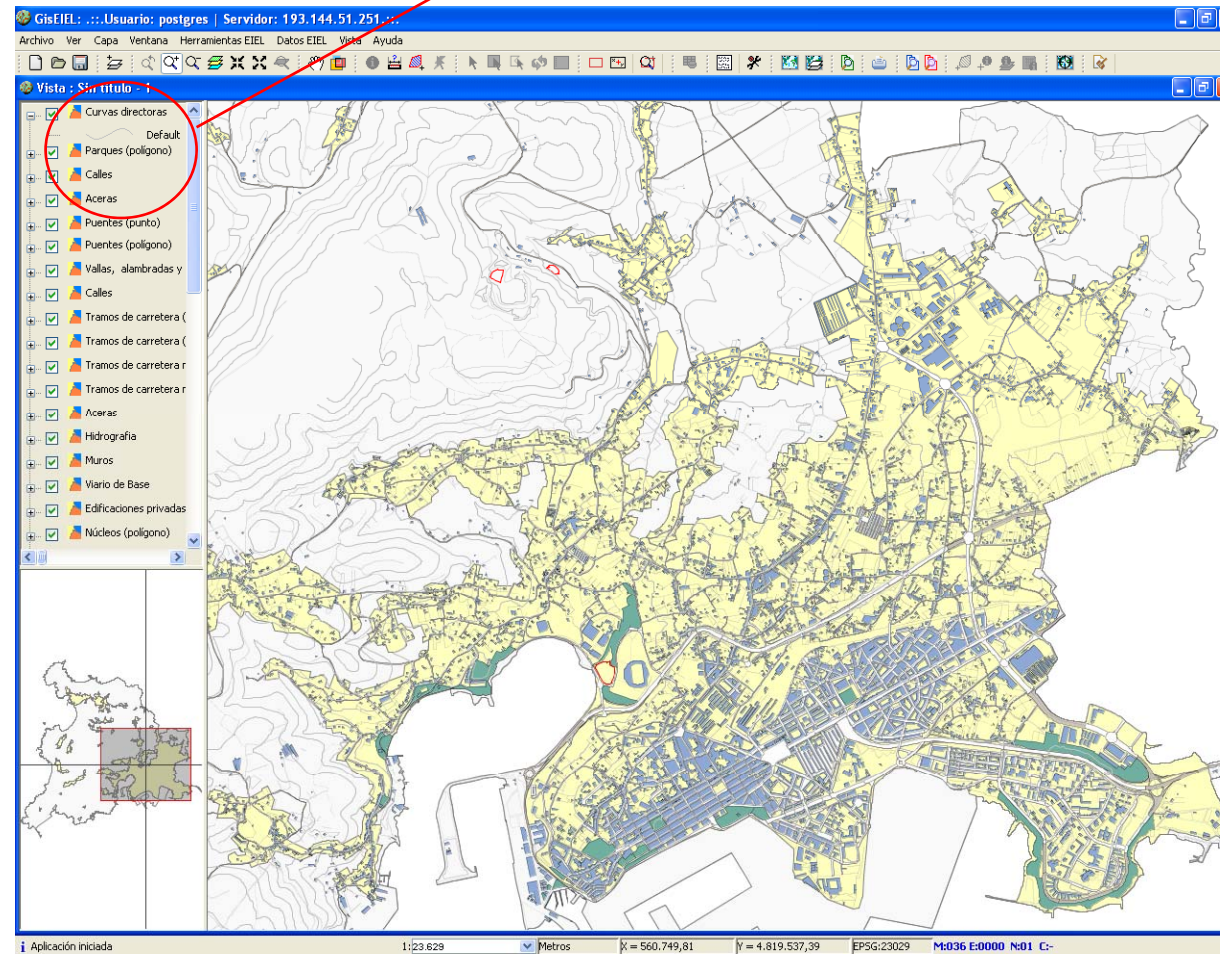 GisEIEL: .::.Usuario: postgres | Servidor: 193.144.51.251.::.
Archivo Ver Capa Ventana Herramientas EIEL Datos EIEL Vista Ayuda
Vista : Sin título - 1
Curvas directoras
Default
Parques (polígono)
Calles
Aceras
Puentes (punto)
Puentes (polígono)
Vallas, alambradas y
Calles
Tramos de carretera (
Tramos de carretera (
Tramos de carretera r
Tramos de carretera r
Aceras
Hidrografia
Muros
Viario de Base
Edificaciones privadas
Núcleos (polígono)
Aplicación iniciada 1:23.629 Metros X = 560.749,81 Y = 4.819.537,39 EPSG:23029 M:036 E:0000 N:01 C:-